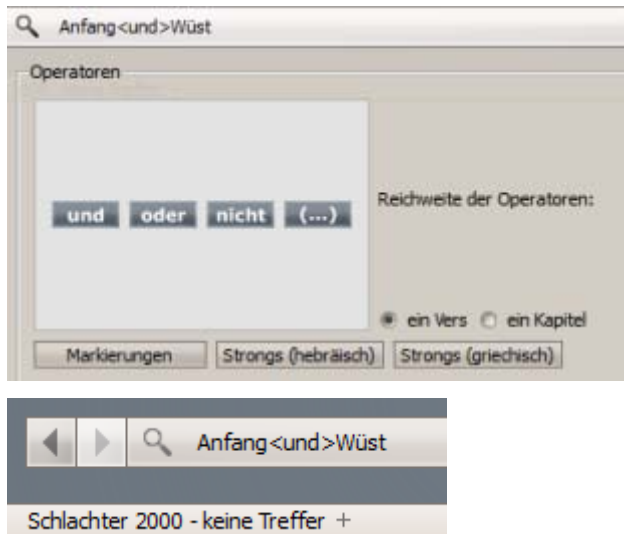 Anfang<und>Wüst
Operatoren
und oder nicht (...)
Reichweite der Operatoren:
ein Vers ein Kapitel
Markierungen Strongs (hebräisch) Strongs (griechisch)
Anfang<und>Wüst
Schlachter 2000 - keine Treffer +